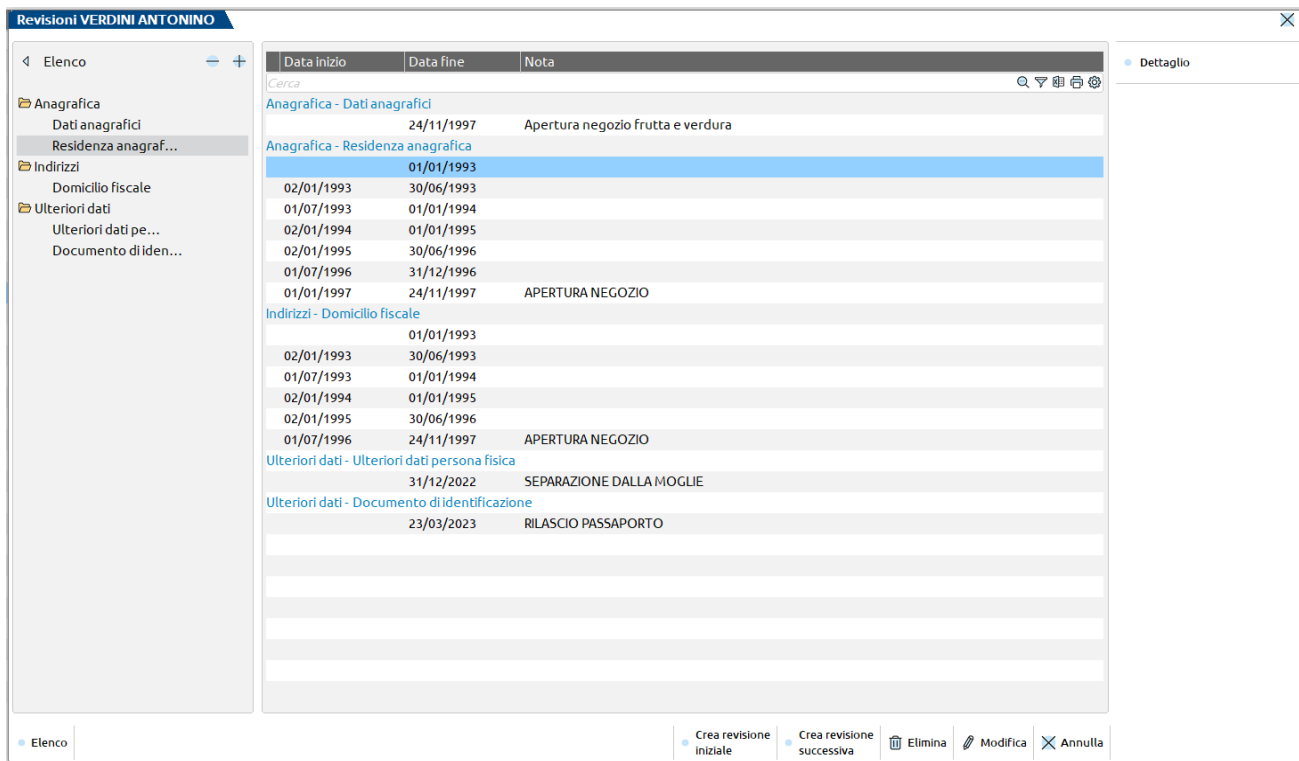 Revisioni VERDINI ANTONINO
Elenco
Anagrafica
Dati anagrafici
Residenza anagraf...
Indirizzi
Domicilio fiscale
Ulteriori dati
Ulteriori dati pe...
Documento di iden...
Data inizio Data fine Nota
Cerca
Anagrafica - Dati anagrafici
24/11/1997 Apertura negozio frutta e verdura
Anagrafica - Residenza anagrafica
01/01/1993
02/01/1993 30/06/1993
01/07/1993 01/01/1994
02/01/1994 01/01/1995
02/01/1995 30/06/1996
01/07/1996 31/12/1996
01/01/1997 24/11/1997 APERTURA NEGOZIO
Indirizzi - Domicilio fiscale
01/01/1993
02/01/1993 30/06/1993
01/07/1993 01/01/1994
02/01/1994 01/01/1995
02/01/1995 30/06/1996
01/07/1996 24/11/1997 APERTURA NEGOZIO
Ulteriori dati - Ulteriori dati persona fisica
31/12/2022 SEPARAZIONE DALLA MOGLIE
Ulteriori dati - Documento di identificazione
23/03/2023 RILASCIO PASSAPORTO
Dettaglio
Elenco
Crea revisione
iniziale
Crea revisione
successiva
Elimina
Modifica
Annulla